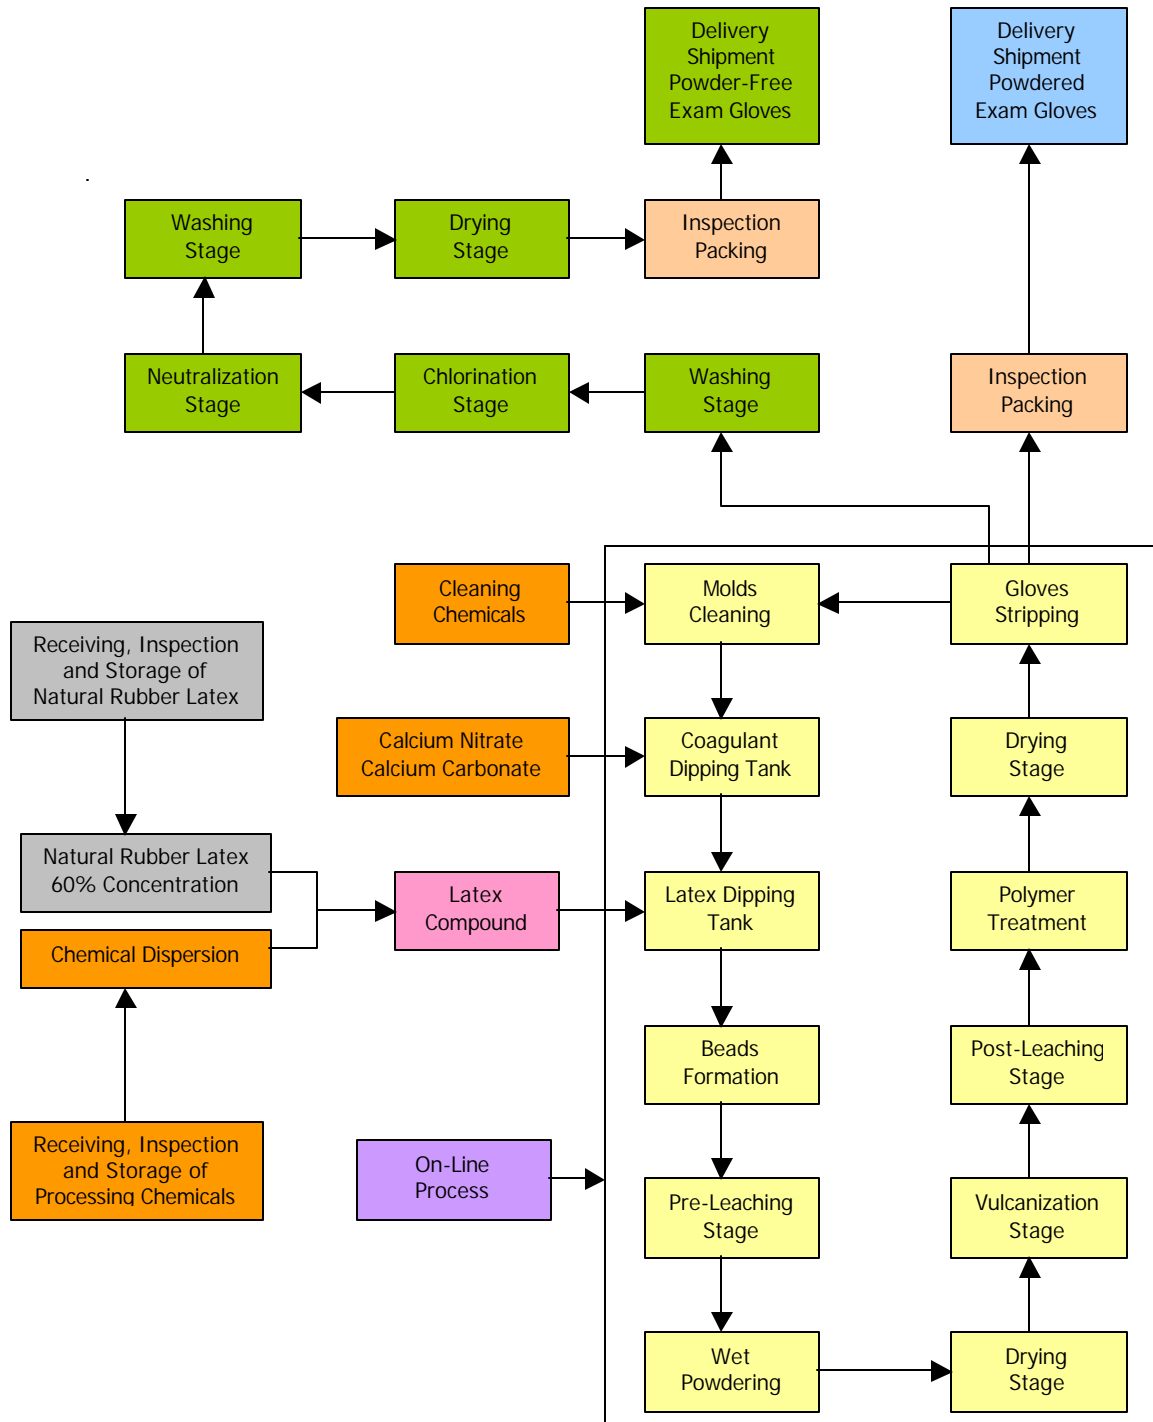 Delivery
Shipment
Powder-Free
Exam Gloves
Delivery
Shipment
Powdered
Exam Gloves
Washing
Stage
Drying
Stage
Inspection
Packing
Neutralization
Stage
Chlorination
Stage
Washing
Stage
Inspection
Packing
Cleaning
Chemicals
Molds
Cleaning
Gloves
Stripping
Receiving, Inspection
and Storage of
Natural Rubber Latex
Calcium Nitrate
Calcium Carbonate
Coagulant
Dipping Tank
Drying
Stage
Natural Rubber Latex
60% Concentration
Latex
Compound
Latex Dipping
Tank
Polymer
Treatment
Chemical Dispersion
Beads
Formation
Post-Leaching
Stage
Receiving, Inspection
and Storage of
Processing Chemicals
On-Line
Process
Pre-Leaching
Stage
Vulcanization
Stage
Wet
Powdering
Drying
Stage